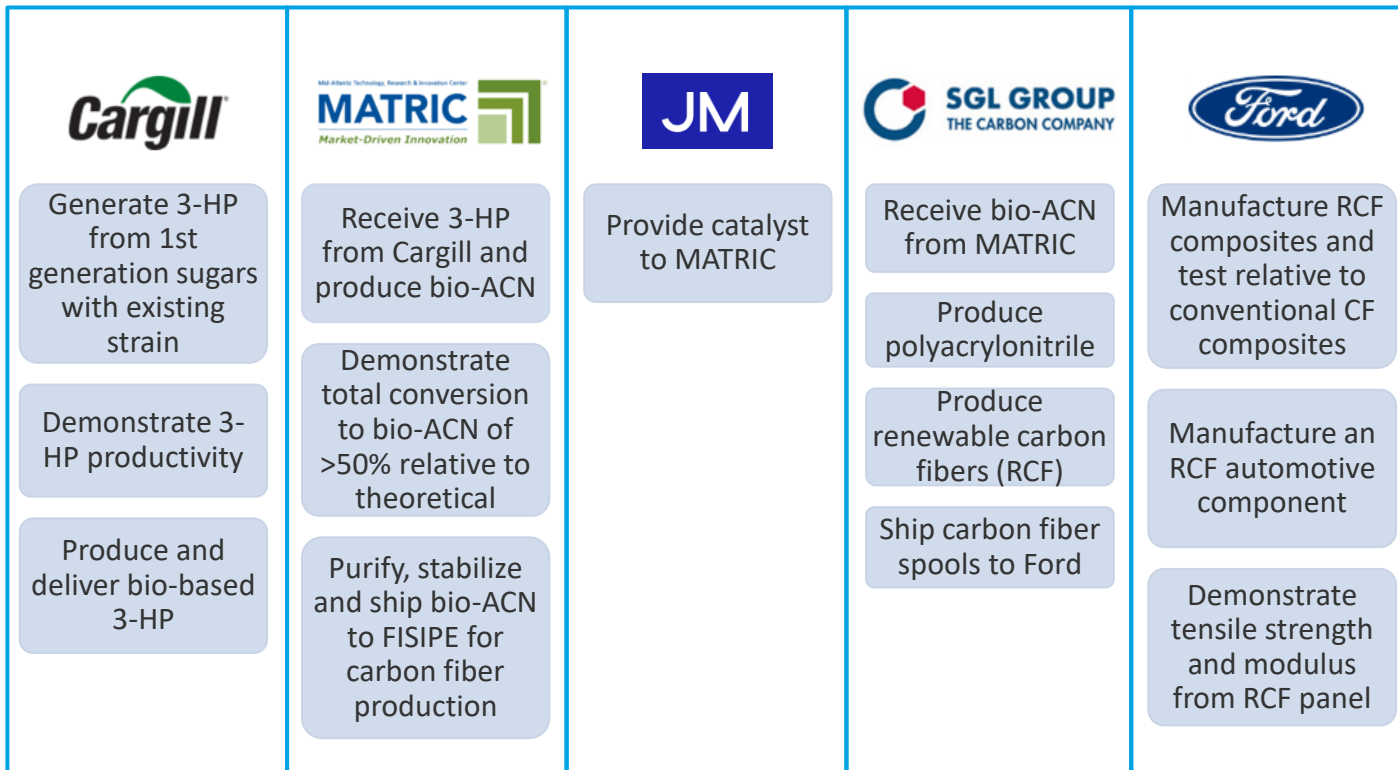 Cargill
Mid-Atlantic Technology, Research & Innovation Center
MATRIC
Market-Driven Innovation
JM
SGL GROUP
THE CARBON COMPANY
Ford
Generate 3-HP
from 1st
generation sugars
with existing
strain
Demonstrate 3-
HP productivity
Produce and
deliver bio-based
3-HP
Receive 3-HP
from Cargill and
produce bio-ACN
Demonstrate
total conversion
to bio-ACN of
>50% relative to
theoretical
Purify, stabilize
and ship bio-ACN
to FISIPE for
carbon fiber
production
Provide catalyst
to MATRIC
Receive bio-ACN
from MATRIC
Produce
polyacrylonitrile
Produce
renewable carbon
fibers (RCF)
Ship carbon fiber
spools to Ford
Manufacture RCF
composites and
test relative to
conventional CF
composites
Manufacture an
RCF automotive
component
Demonstrate
tensile strength
and modulus
from RCF panel